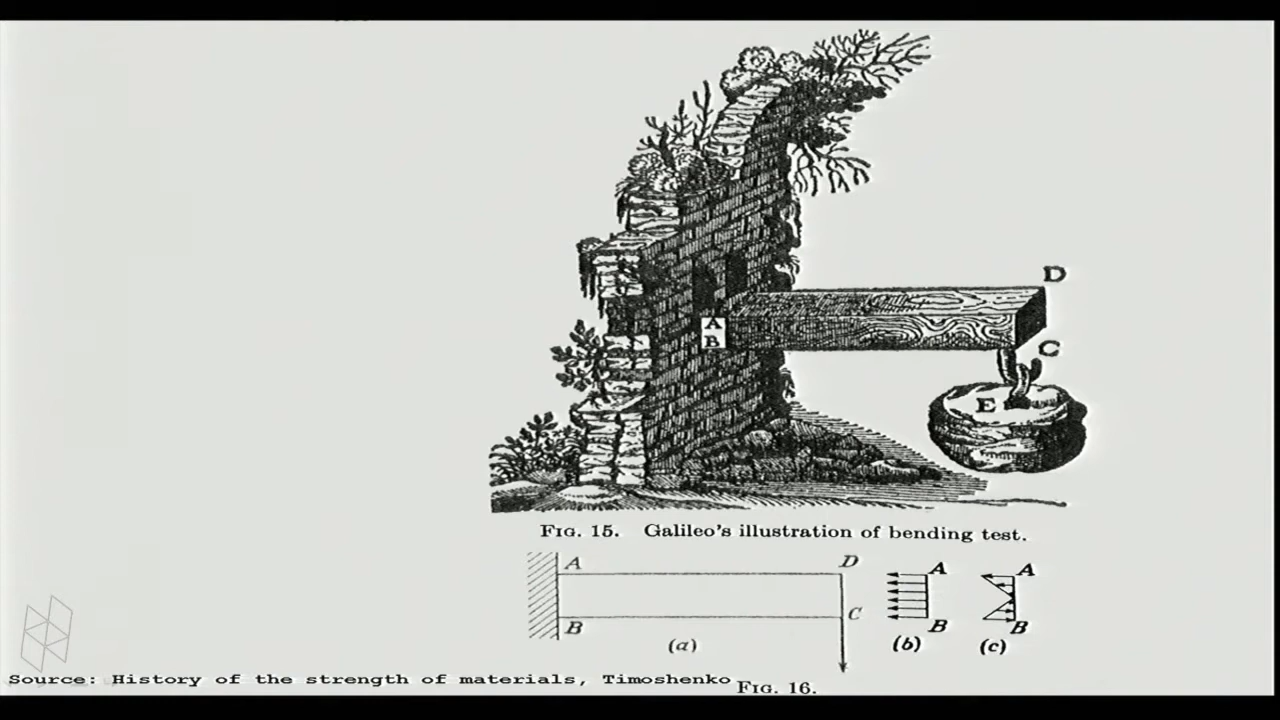 D
A
B
C
E
FIG. 15. Galileo's illustration of bending test.
A D A A
B C B B
(a) (b) (c)
Source: History of the strength of materials, Timoshenko
FIG. 16.